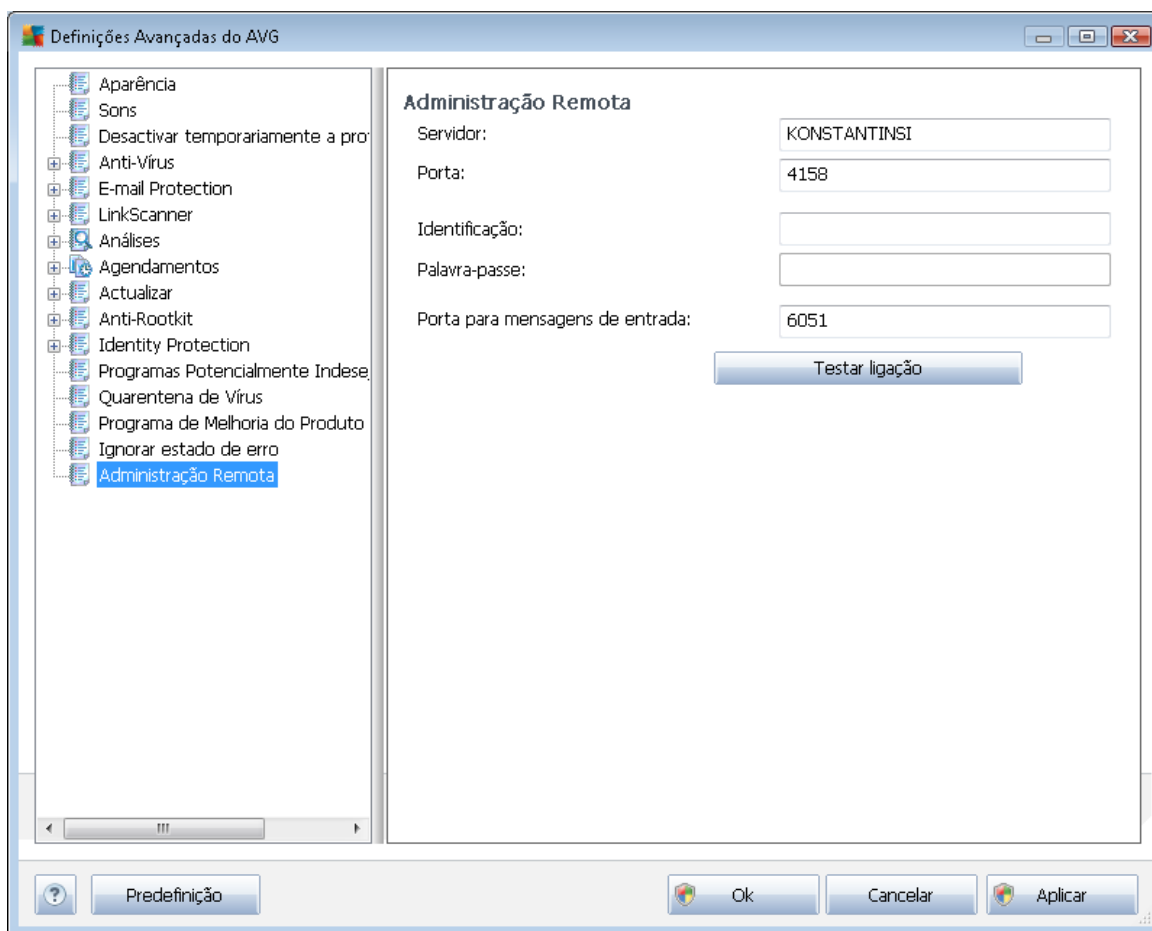 Definições Avançadas do AVG
Aparência
Sons
Desactivar temporariamente a pro
Anti-Vírus
E-mail Protection
LinkScanner
Análises
Agendamentos
Actualizar
Anti-Rootkit
Identity Protection
Programas Potencialmente Indese
Quarentena de Vírus
Programa de Melhoria do Produto
Ignorar estado de erro
Administração Remota
Administração Remota
Servidor: KONSTANTINSI
Porta: 4158
Identificação:
Palavra-passe:
Porta para mensagens de entrada: 6051
Testar ligação
? Predefinição Ok Cancelar Aplicar